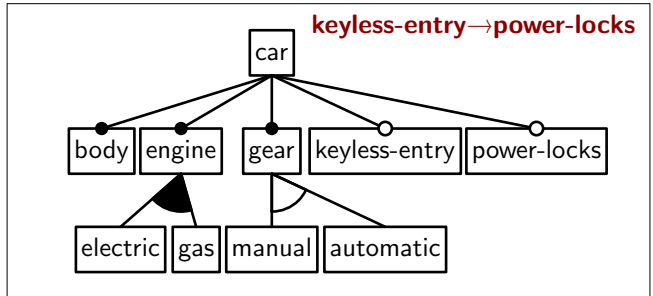 keyless-entry→power-locks
car
body engine gear keyless-entry power-locks
electric gas manual automatic